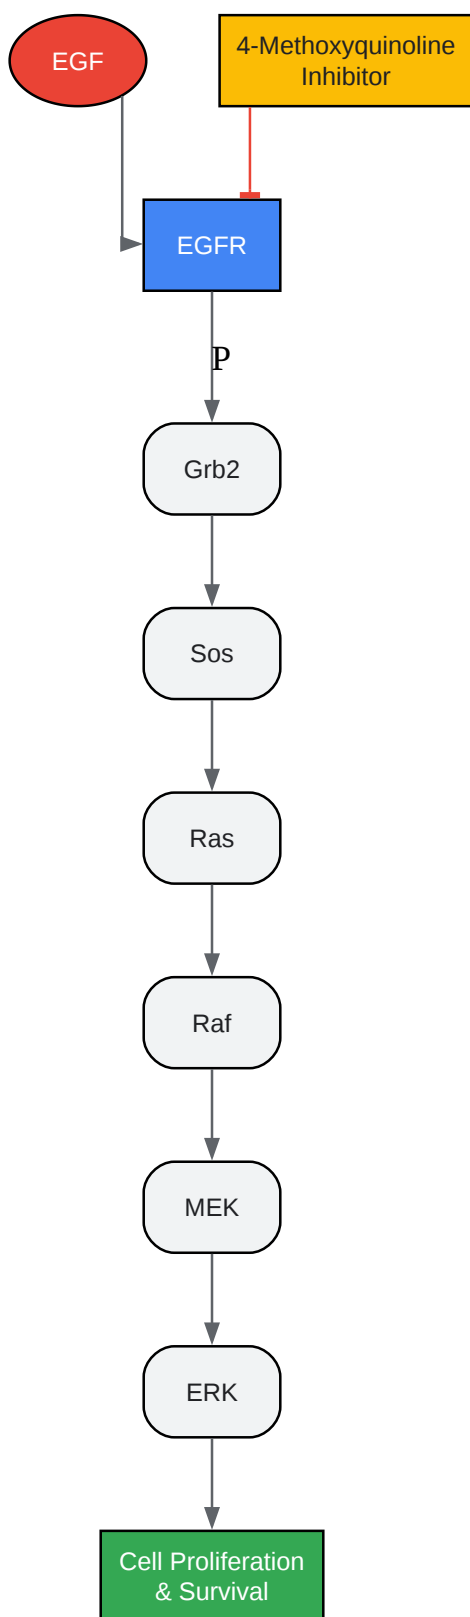 EGF
4-Methoxyquinoline
Inhibitor
EGFR
P
Grb2
Sos
Ras
Raf
MEK
ERK
Cell Proliferation
& Survival